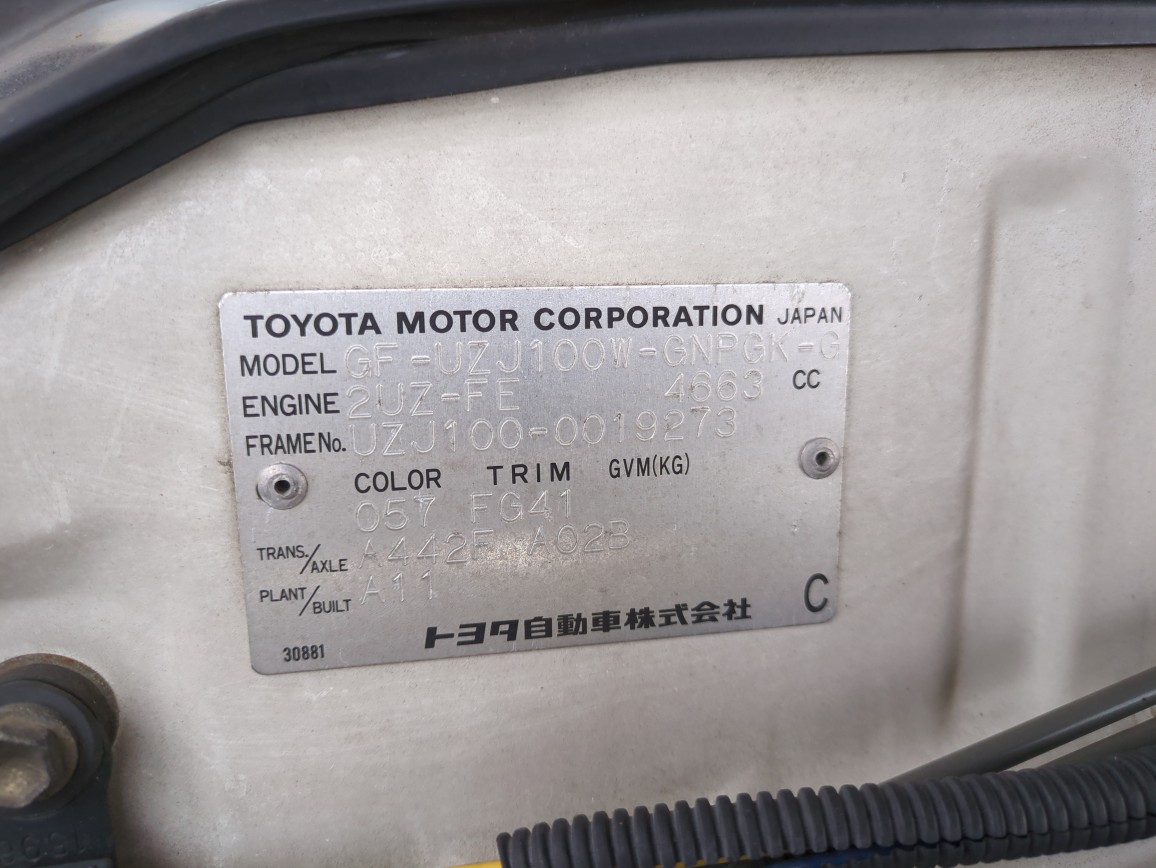 TOYOTA MOTOR CORPORATION JAPAN
MODEL GF-UZJ100W-GNPGK-G
ENGINE 2UZ-FE 4663 CC
FRAME No. UZJ100-0019273
COLOR TRIM GVM(KG)
057 FG41
TRANS./AXLE A442F A02B
PLANT/BUILT A11
トヨタ自動車株式会社 C
30881